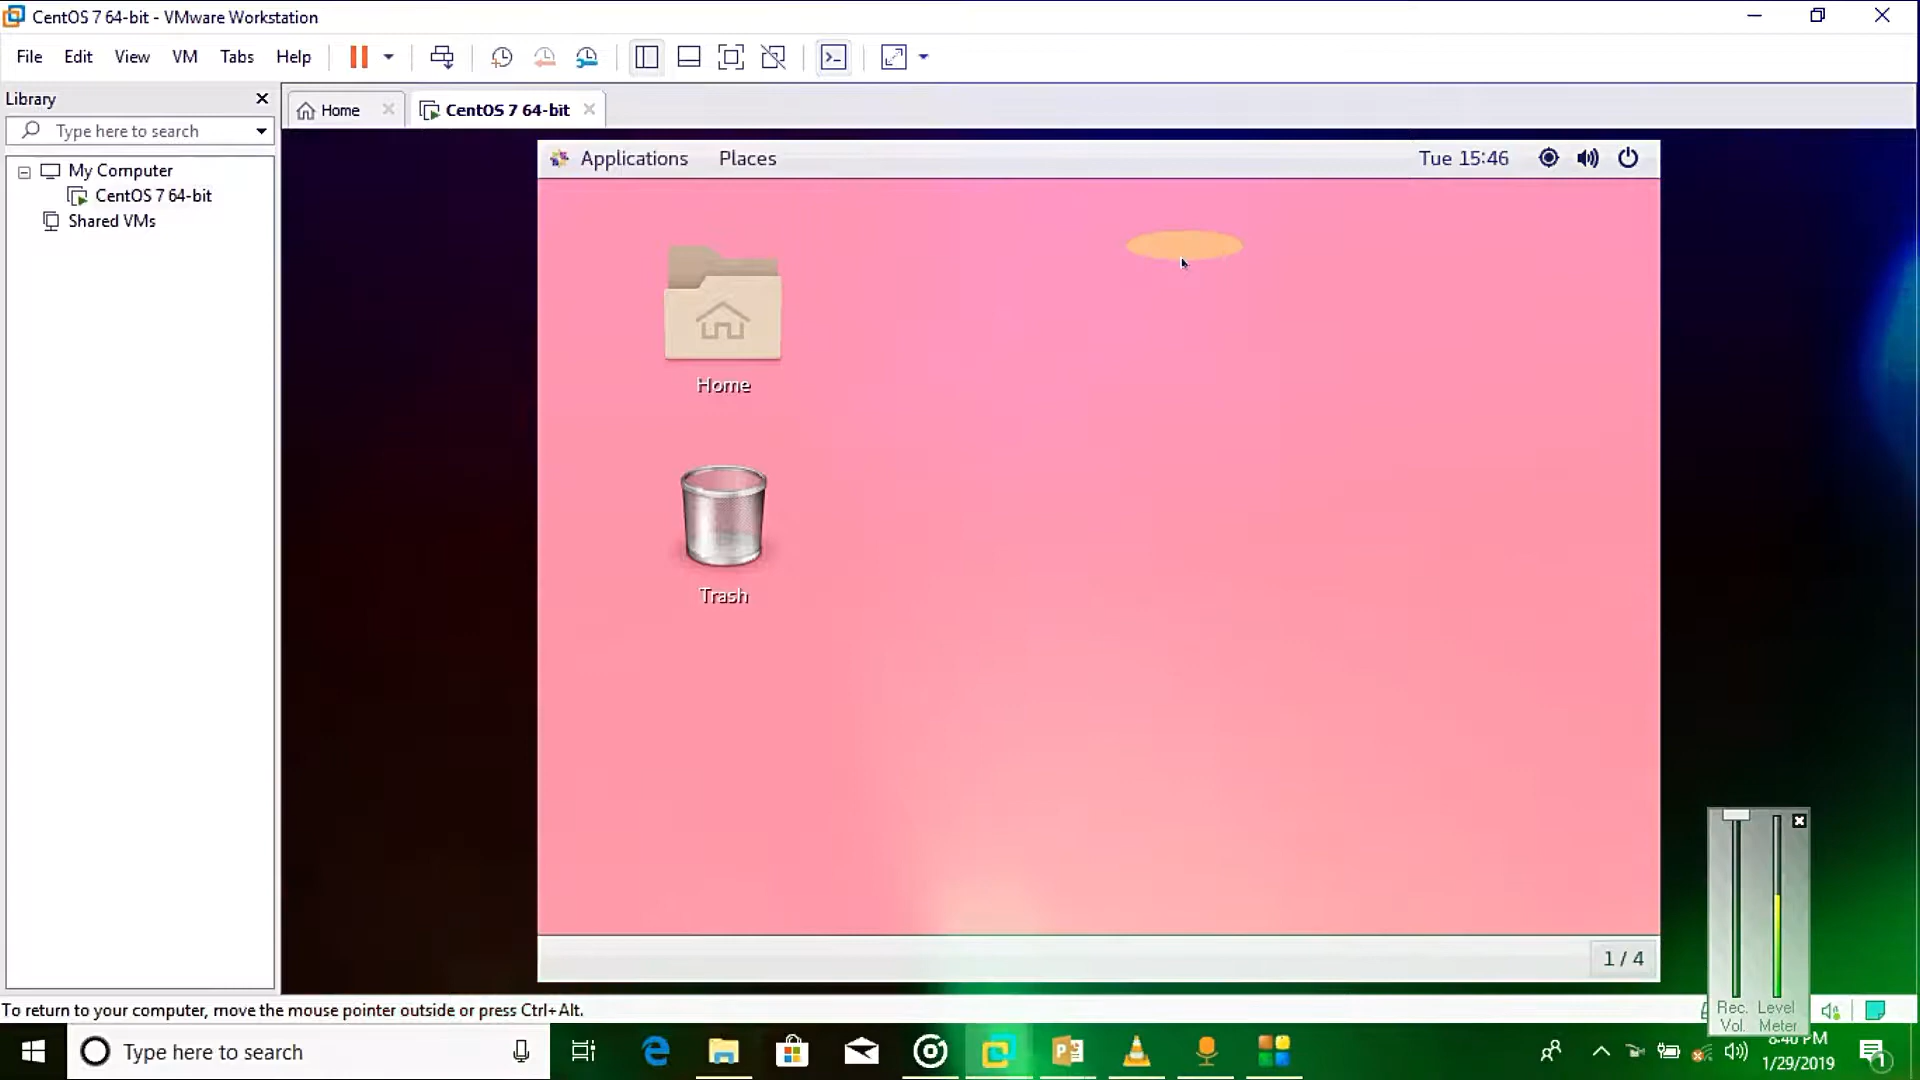 CentOS 7 64-bit - VMware Workstation
File Edit View VM Tabs Help
Library
Type here to search
My Computer
CentOS 7 64-bit
Shared VMs
Home
CentOS 7 64-bit
Applications Places Tue 15:46
Home
Trash
1 / 4
Rec. Level
Vol. Meter
To return to your computer, move the mouse pointer outside or press Ctrl+Alt.
Type here to search
PM
1/29/2019
1